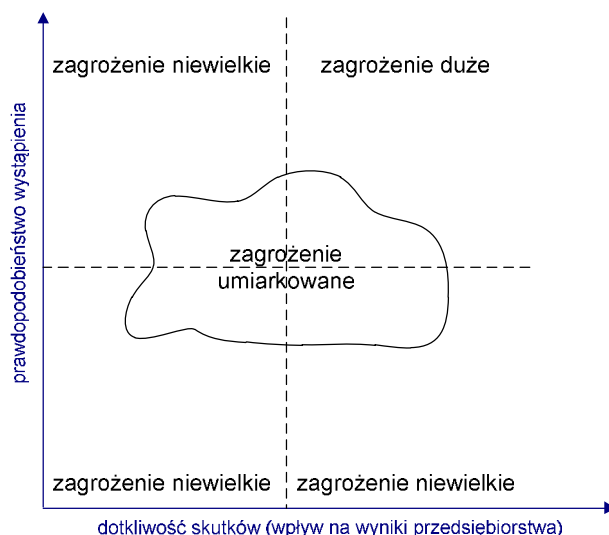 zagrożenie niewielkie
zagrożenie duże
prawdopodobieństwo wystąpienia
zagrożenie
umiarkowane
zagrożenie niewielkie
zagrożenie niewielkie
dotkliwość skutków (wpływ na wyniki przedsiębiorstwa)